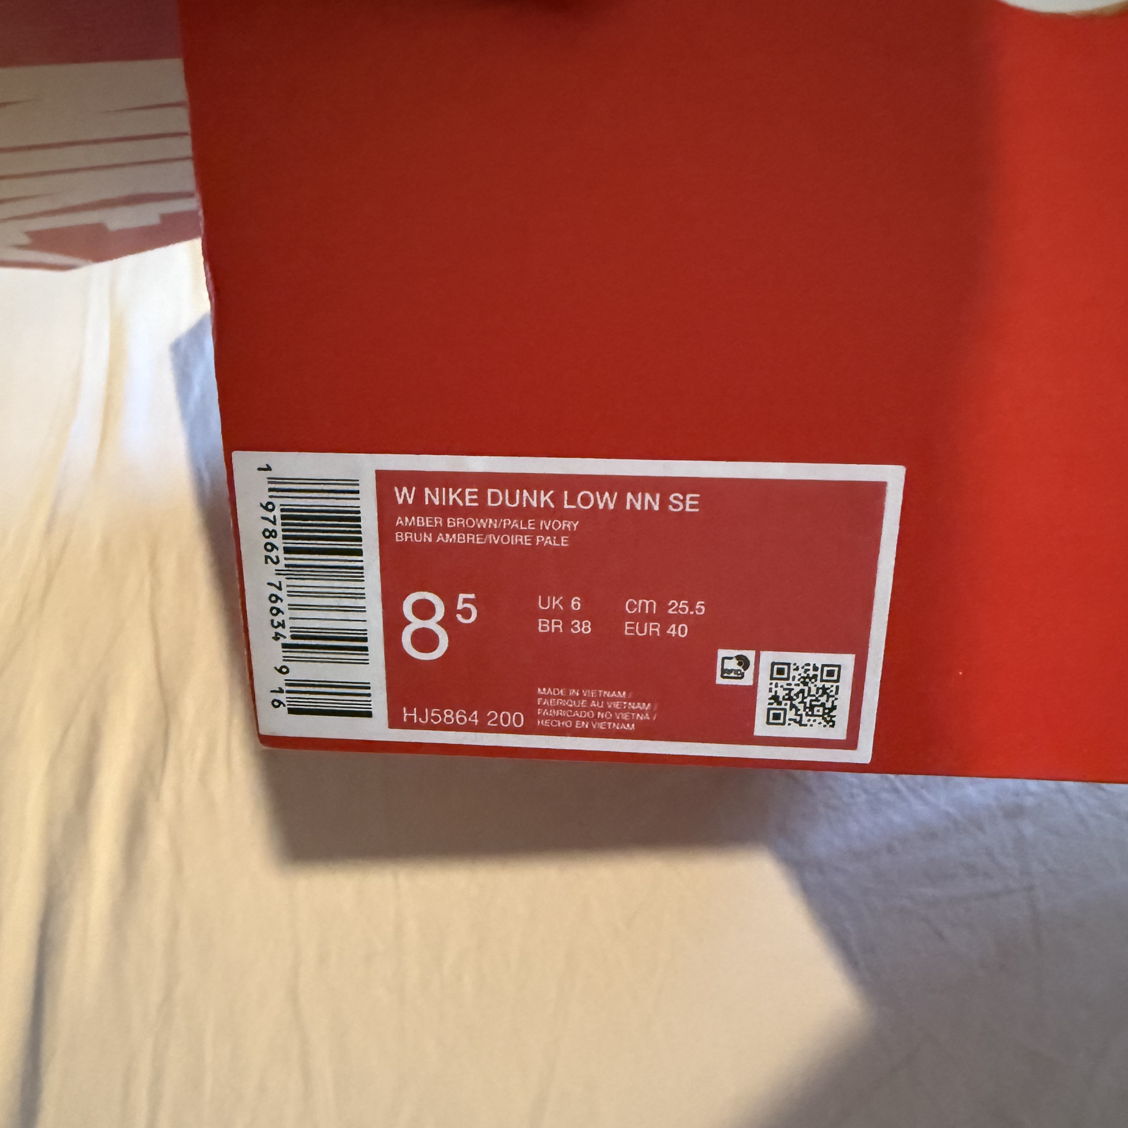 W NIKE DUNK LOW NN SE
AMBER BROWN/PALE IVORY
BRUN AMBRE/IVOIRE PALE
8 5
UK 6 cm 25.5
BR 38 EUR 40
MADE IN VIETNAM /
FABRIQUE AU VIETNAM /
FABRICADO NO VIETNÃ /
HECHO EN VIETNAM
HJ5864 200
RFID
1 97862 76634 9 16